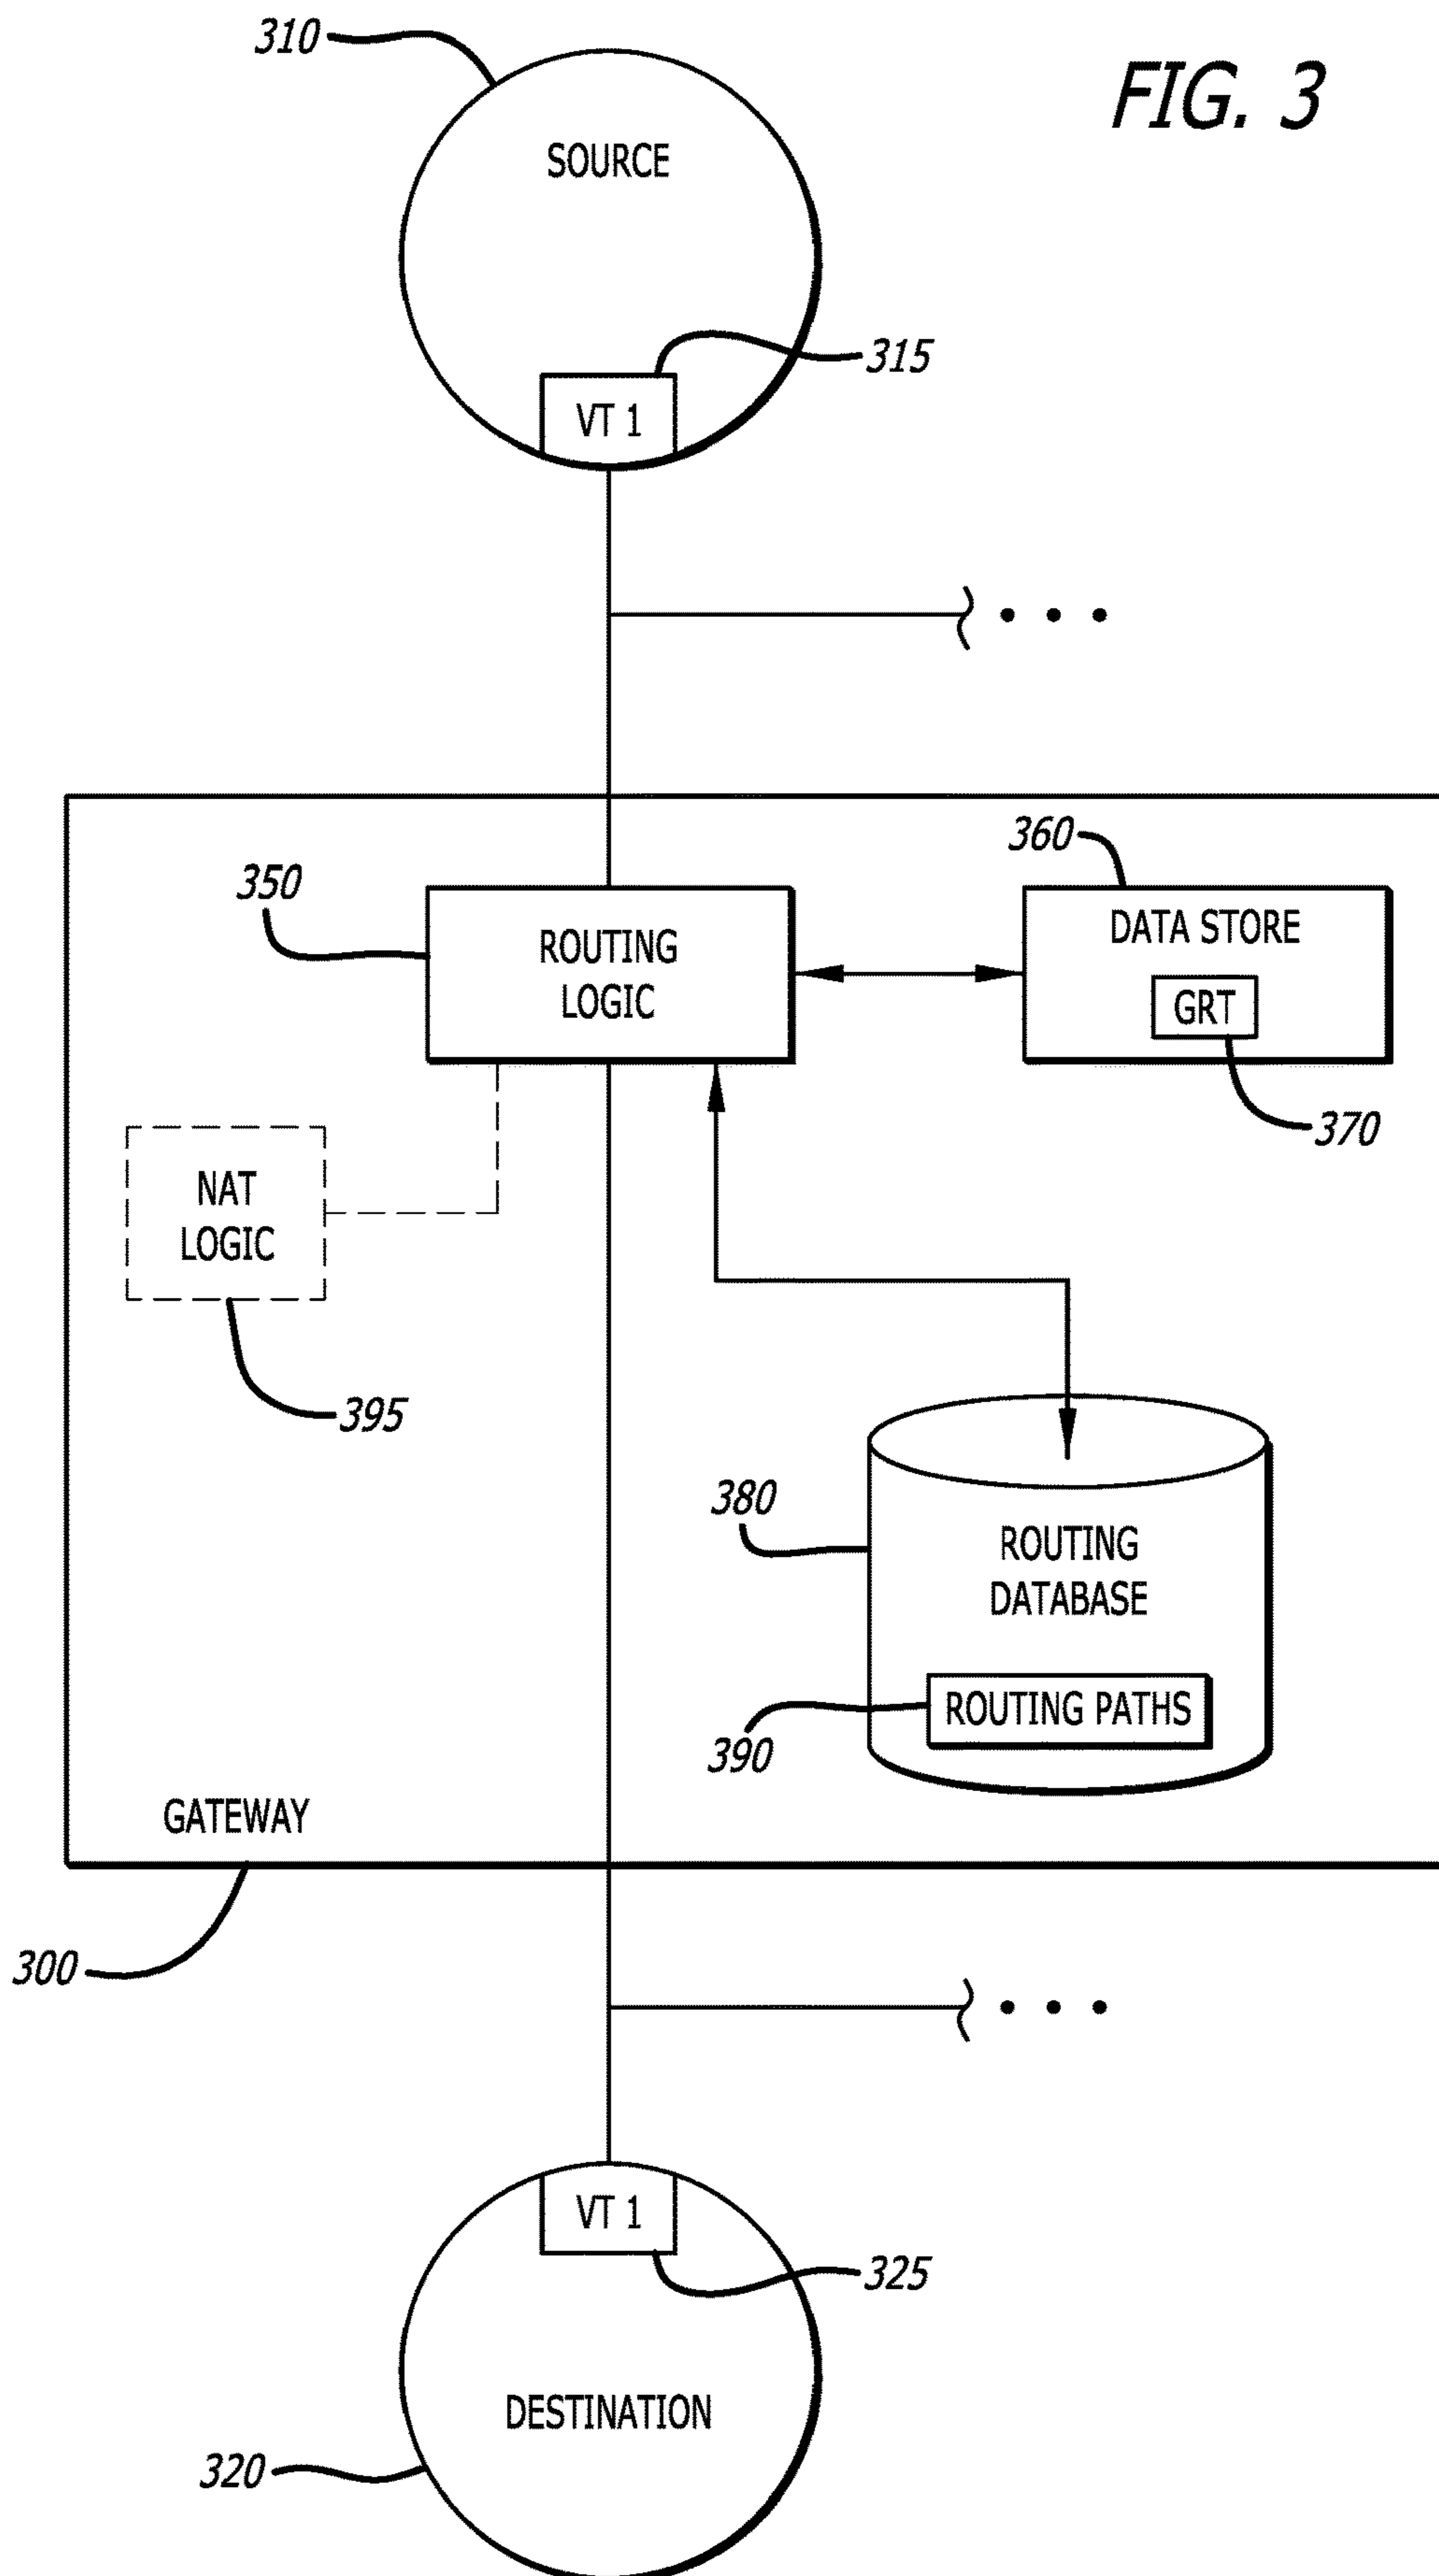 310
FIG. 3
SOURCE
315
VT 1
360
350
DATA STORE
ROUTING
LOGIC
GRT
370
NAT
LOGIC
395
380
ROUTING
DATABASE
ROUTING PATHS
390
GATEWAY
300
VT 1
325
DESTINATION
320